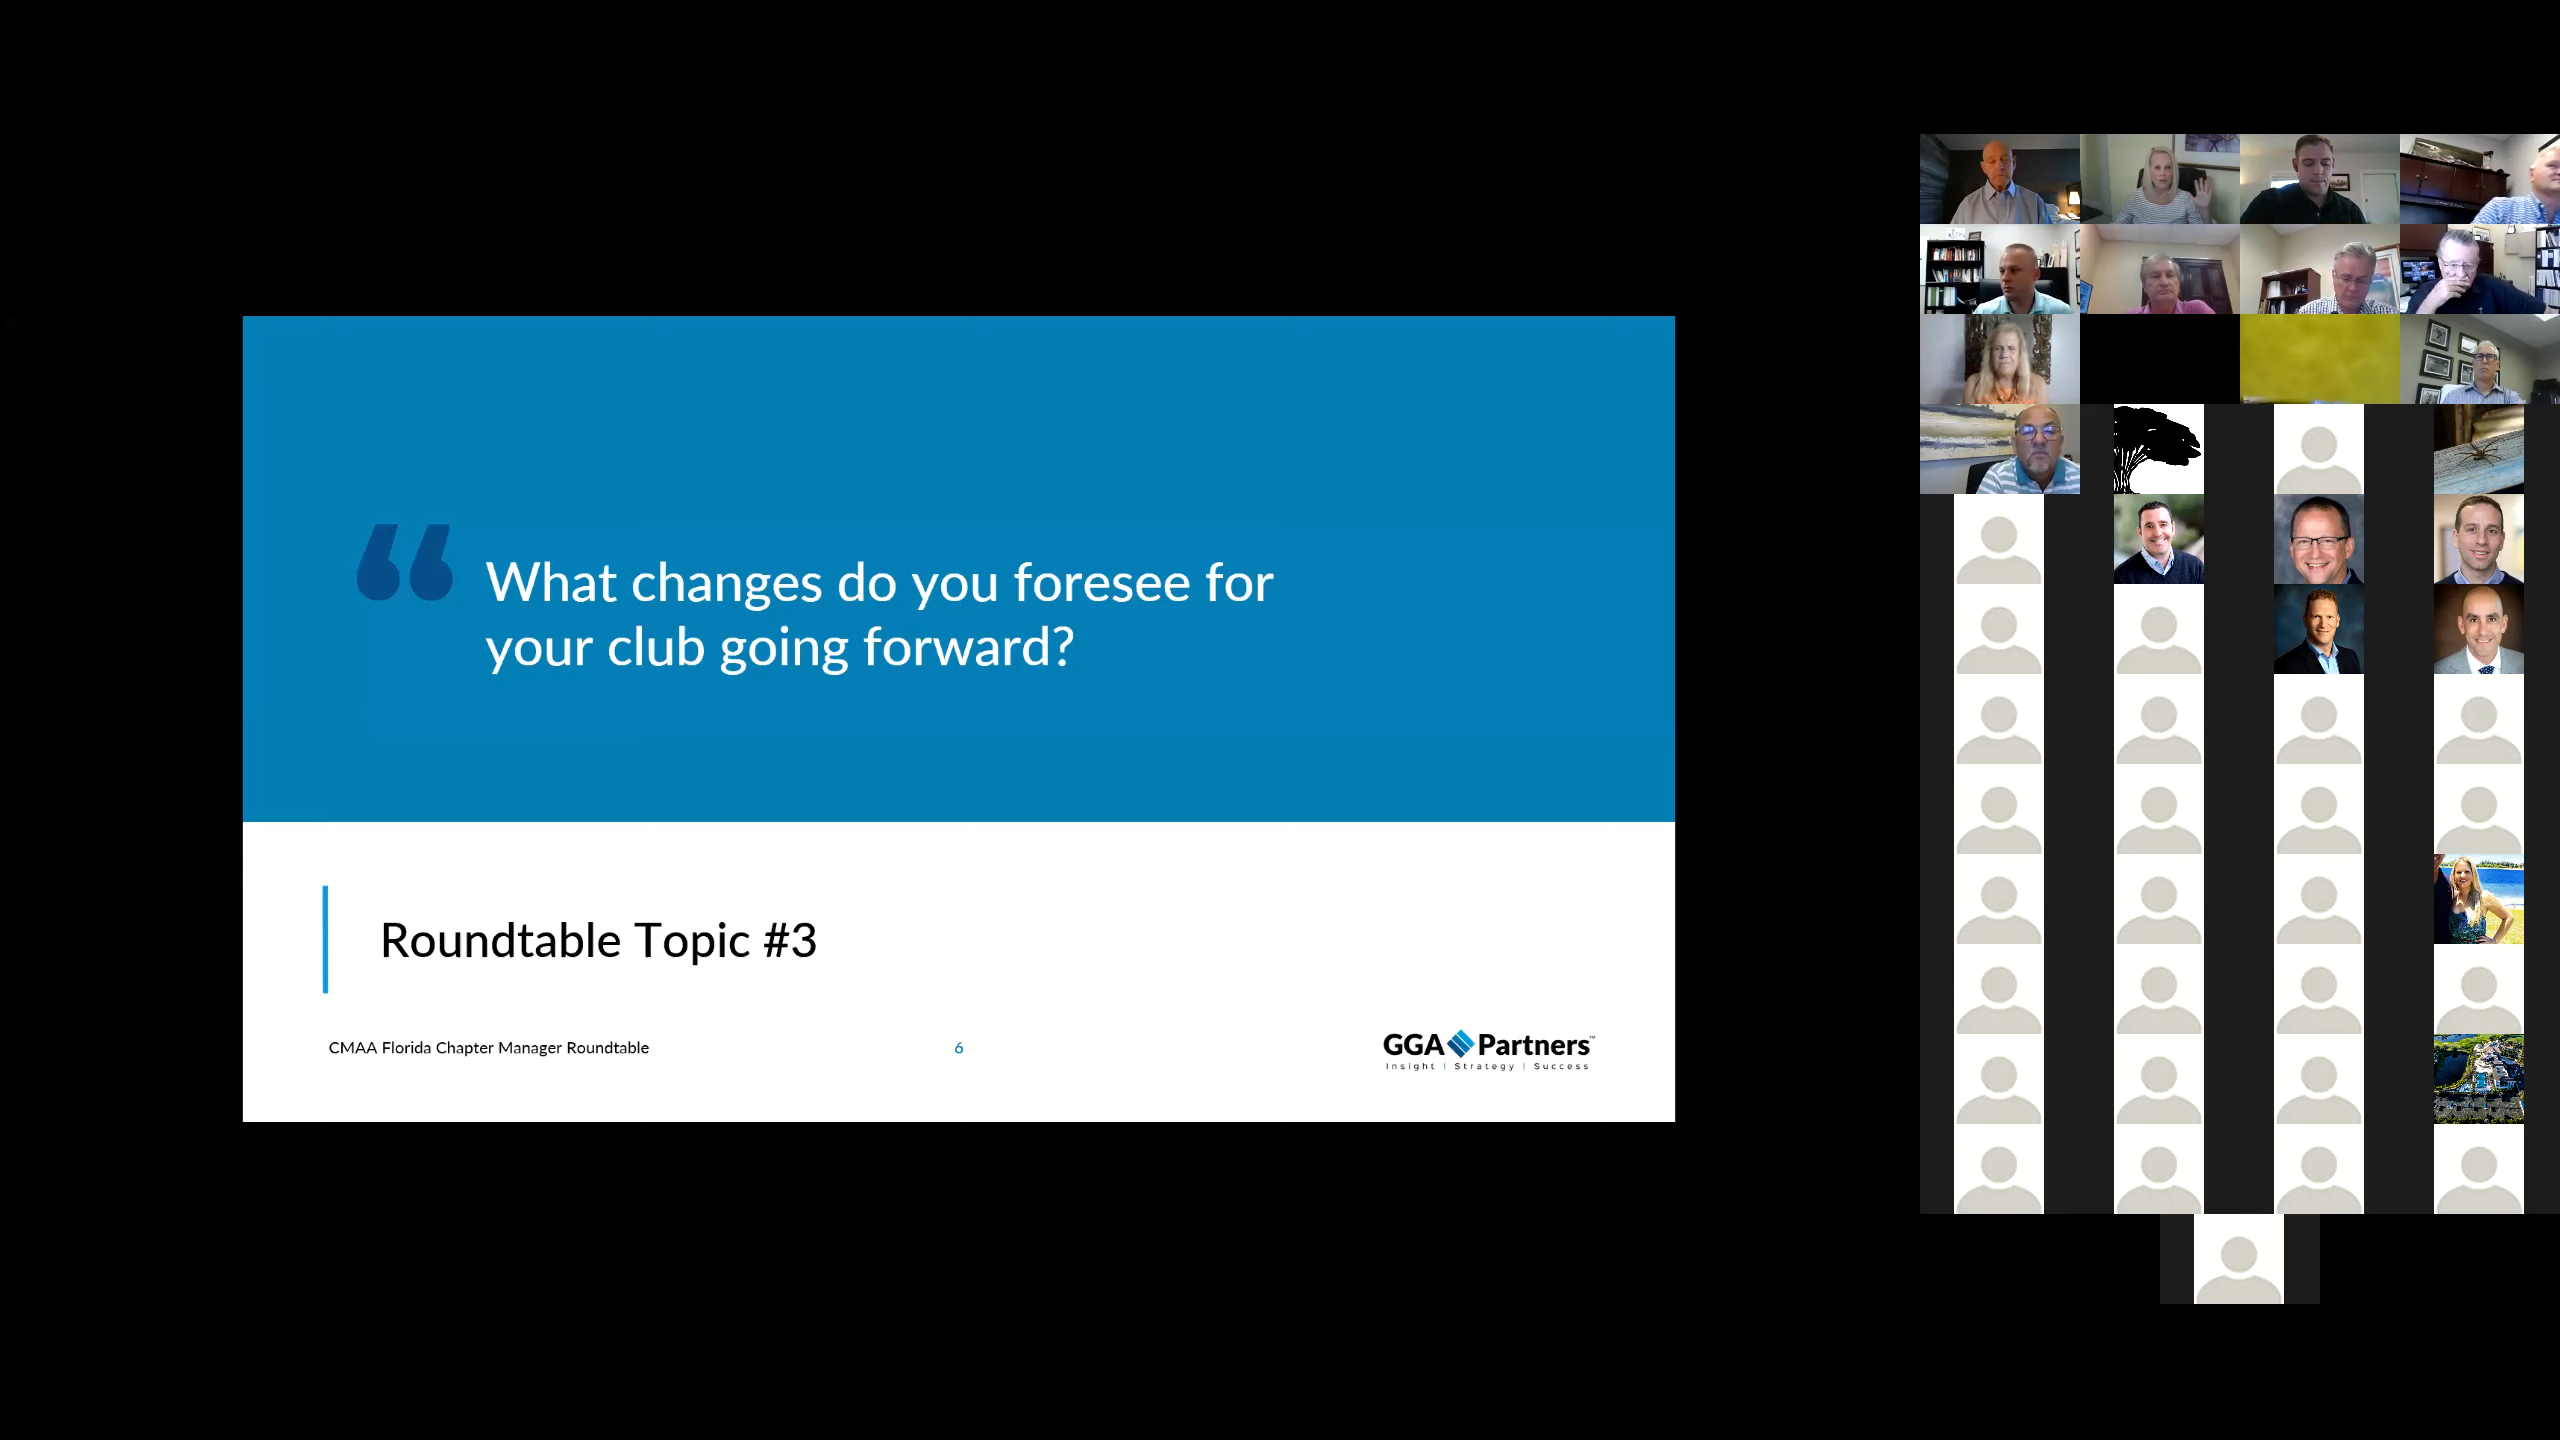 “ What changes do you foresee for
your club going forward?
Roundtable Topic #3
CMAA Florida Chapter Manager Roundtable
6
GGA Partners™
Insight | Strategy | Success